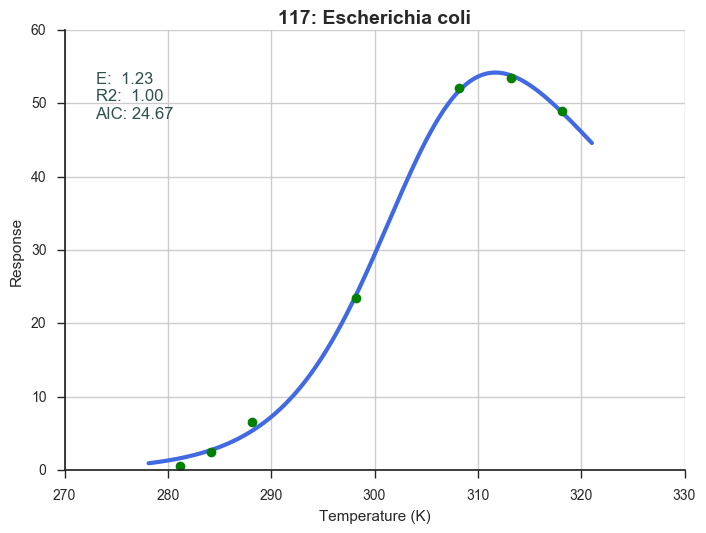 117: Escherichia coli
E: 1.23
R2: 1.00
AIC: 24.67
Response
60
50
40
30
20
10
0
270 280 290 300 310 320 330
Temperature (K)